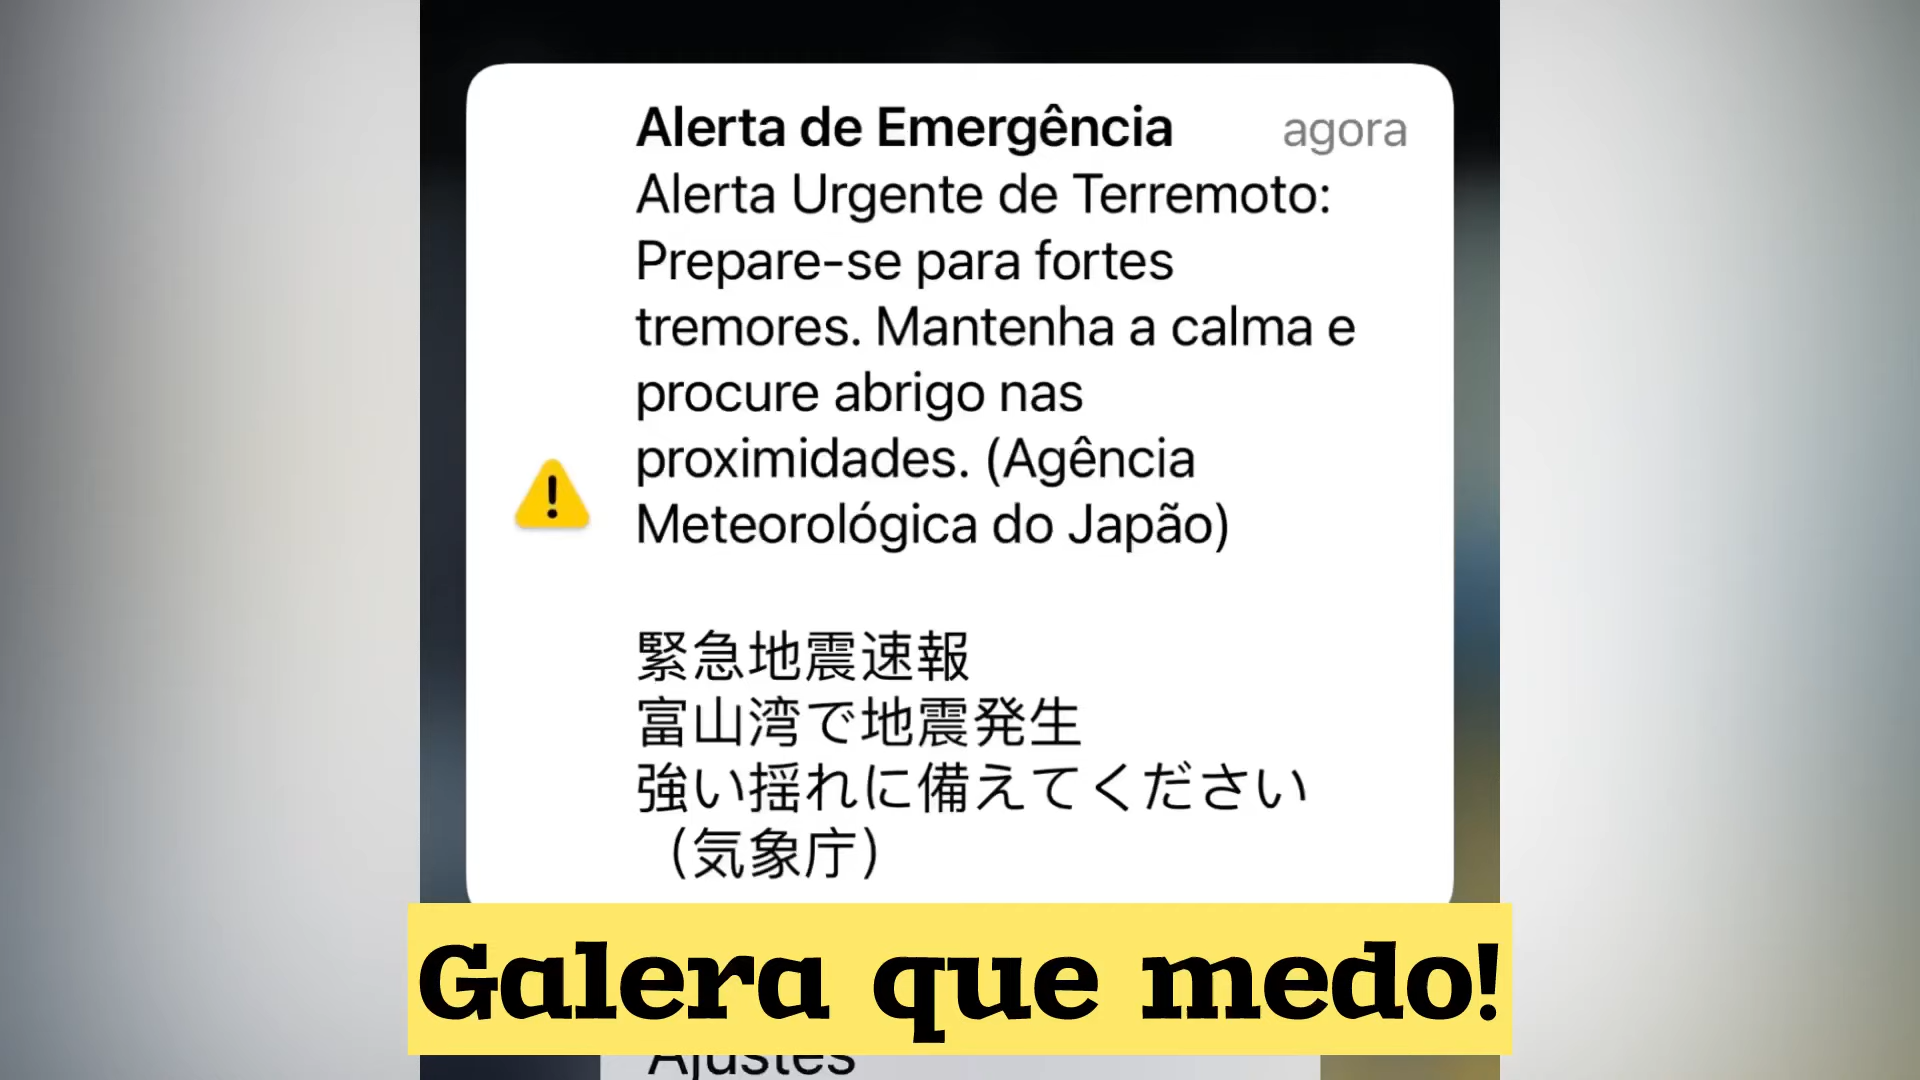 Alerta de Emergência
agora
Alerta Urgente de Terremoto:
Prepare-se para fortes
tremores. Mantenha a calma e
procure abrigo nas
proximidades. (Agência
Meteorológica do Japão)
緊急地震速報
富山湾で地震発生
強い揺れに備えてください
（気象庁）
Galera que medo!
Ajustes